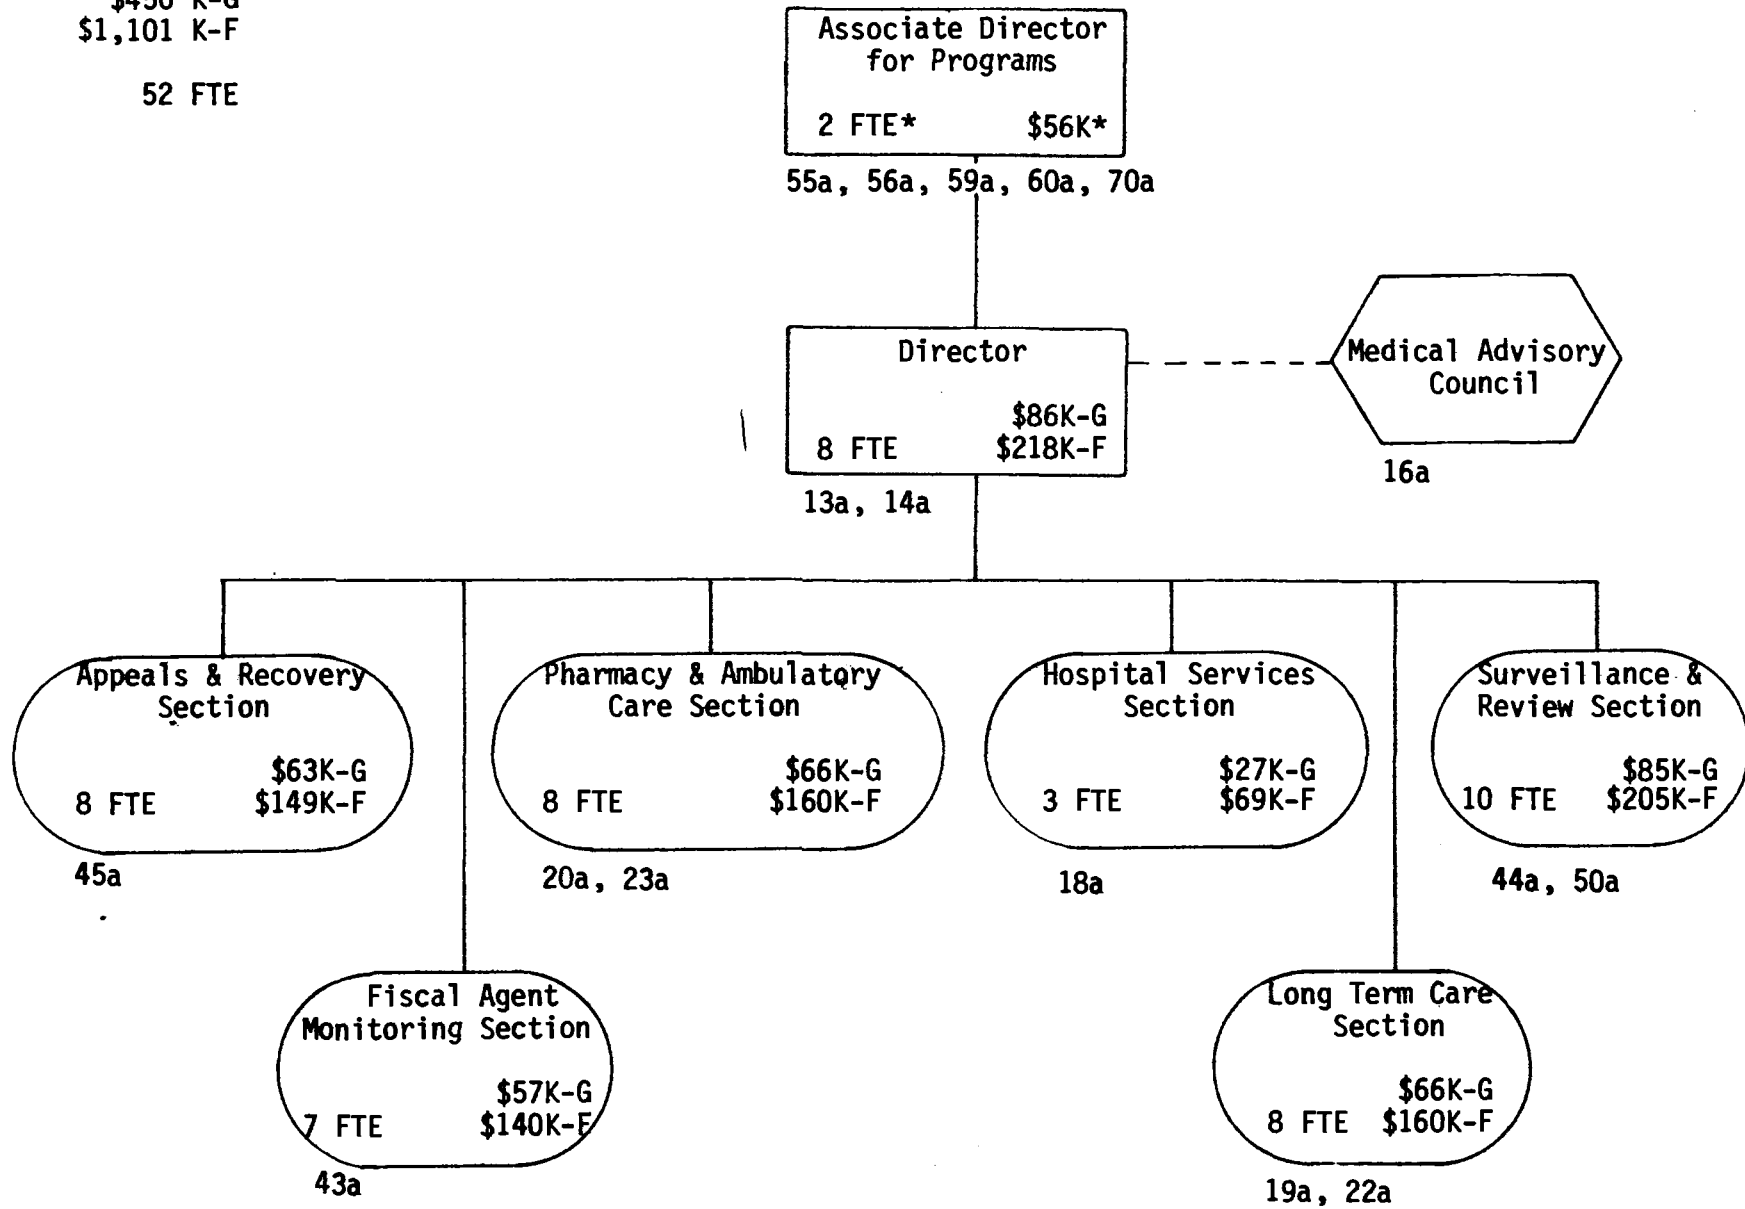 $450 K-G
$1,101 K-F
52 FTE
Associate Director
for Programs
2 FTE* $56K*
55a, 56a, 59a, 60a, 70a
Director
$86K-G
8 FTE $218K-F
13a, 14a
Medical Advisory
Council
16a
Appeals & Recovery
Section
$63K-G
8 FTE $149K-F
45a
Pharmacy & Ambulatory
Care Section
$66K-G
8 FTE $160K-F
20a, 23a
Hospital Services
Section
$27K-G
3 FTE $69K-F
18a
Surveillance &
Review Section
$85K-G
10 FTE $205K-F
44a, 50a
Fiscal Agent
Monitoring Section
$57K-G
7 FTE $140K-F
43a
Long Term Care
Section
$66K-G
8 FTE $160K-F
19a, 22a